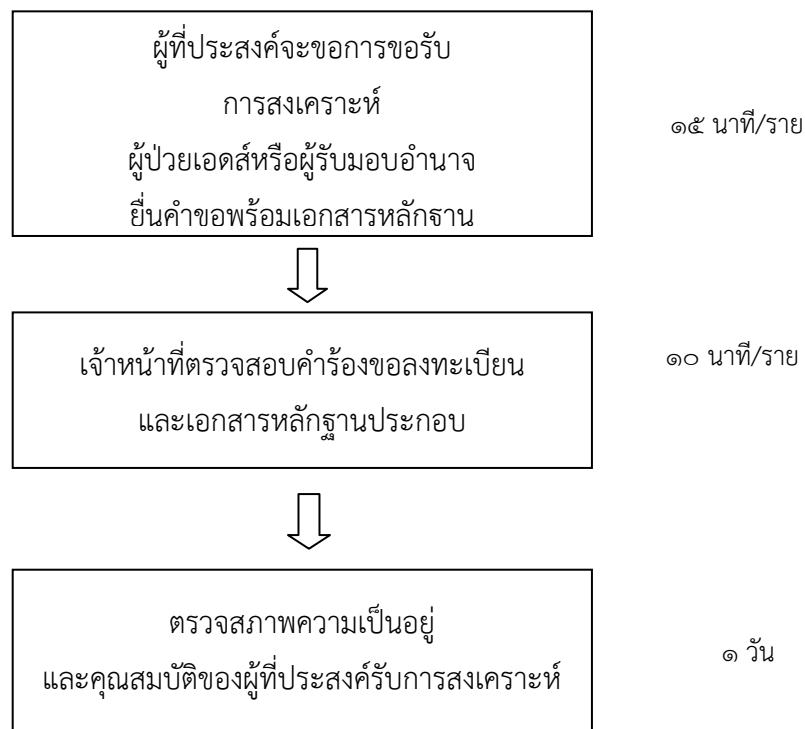 ผู้ที่ประสงค์จะขอการขอรับ
การสงเคราะห์
ผู้ป่วยเอดส์หรือผู้รับมอบอำนาจ
ยื่นคำขอพร้อมเอกสารหลักฐาน
๑๕ นาที/ราย
เจ้าหน้าที่ตรวจสอบคำร้องขอลงทะเบียน
และเอกสารหลักฐานประกอบ
๑๐ นาที/ราย
ตรวจสภาพความเป็นอยู่
และคุณสมบัติของผู้ที่ประสงค์รับการสงเคราะห์
๑ วัน